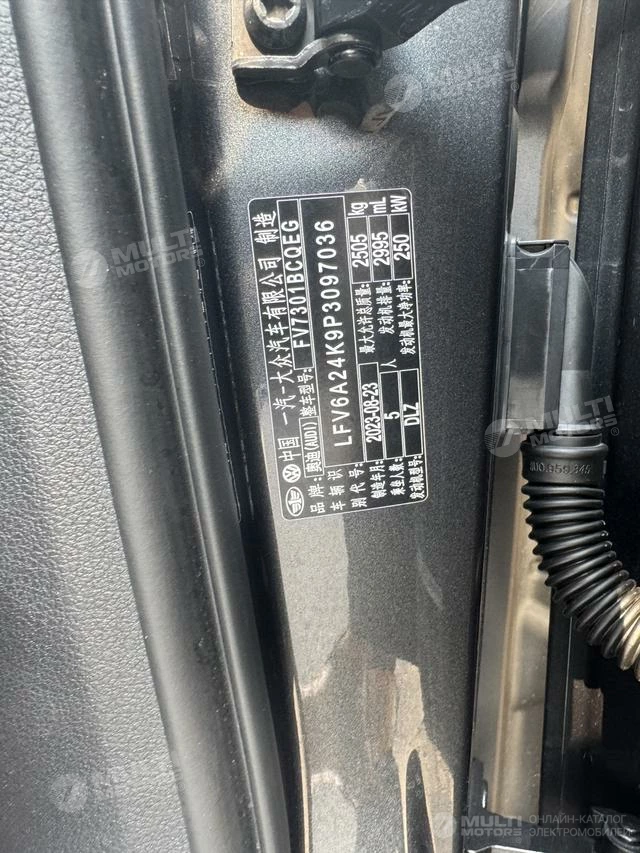 中国 一汽-大众汽车有限公司 制造
品牌: 奥迪(AUDI) 整车型号: FV7301BCQEG
车辆识别代号: LFV6A24K9P3097036
制造年月: 2023-08-23 最大允许总质量: 2505 kg
乘坐人数: 5 人 发动机排量: 2995 mL
发动机型号: DLZ 发动机最大净功率: 250 kW
MULTI MOTORS
MULTI MOTORS
MULTI MOTORS
MULTI MOTORS
ОНЛАЙН-КАТАЛОГ
ЭЛЕКТРОМОБИЛЕЙ